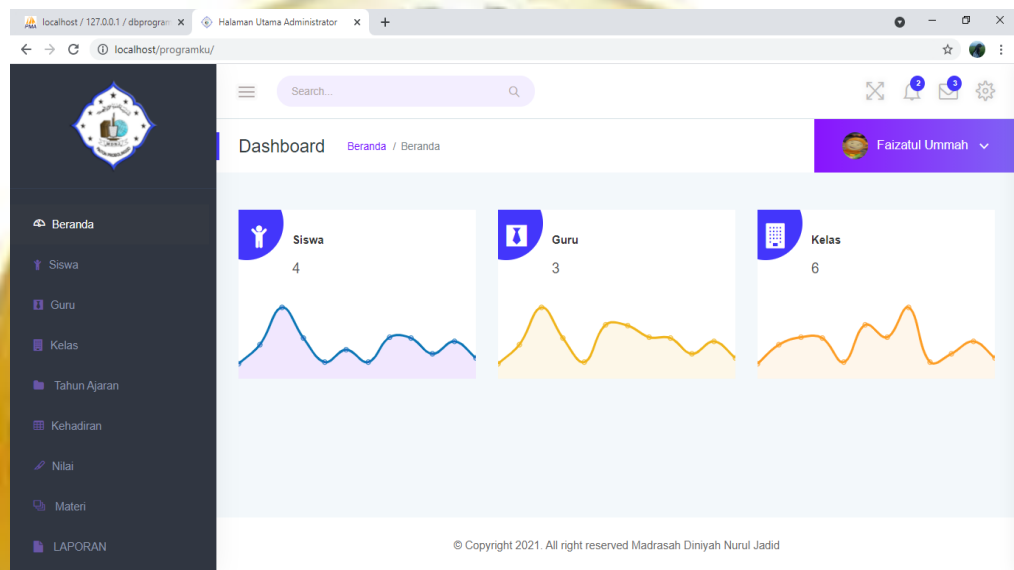 localhost / 127.0.0.1 / dbprogram
Halaman Utama Administrator
localhost/programku/
Search...
2
3
Dashboard
Beranda / Beranda
Faizatul Ummah
Beranda
Siswa
Guru
Kelas
Tahun Ajaran
Kehadiran
Nilai
Materi
LAPORAN
Siswa
4
Guru
3
Kelas
6
© Copyright 2021. All right reserved Madrasah Diniyah Nurul Jadid